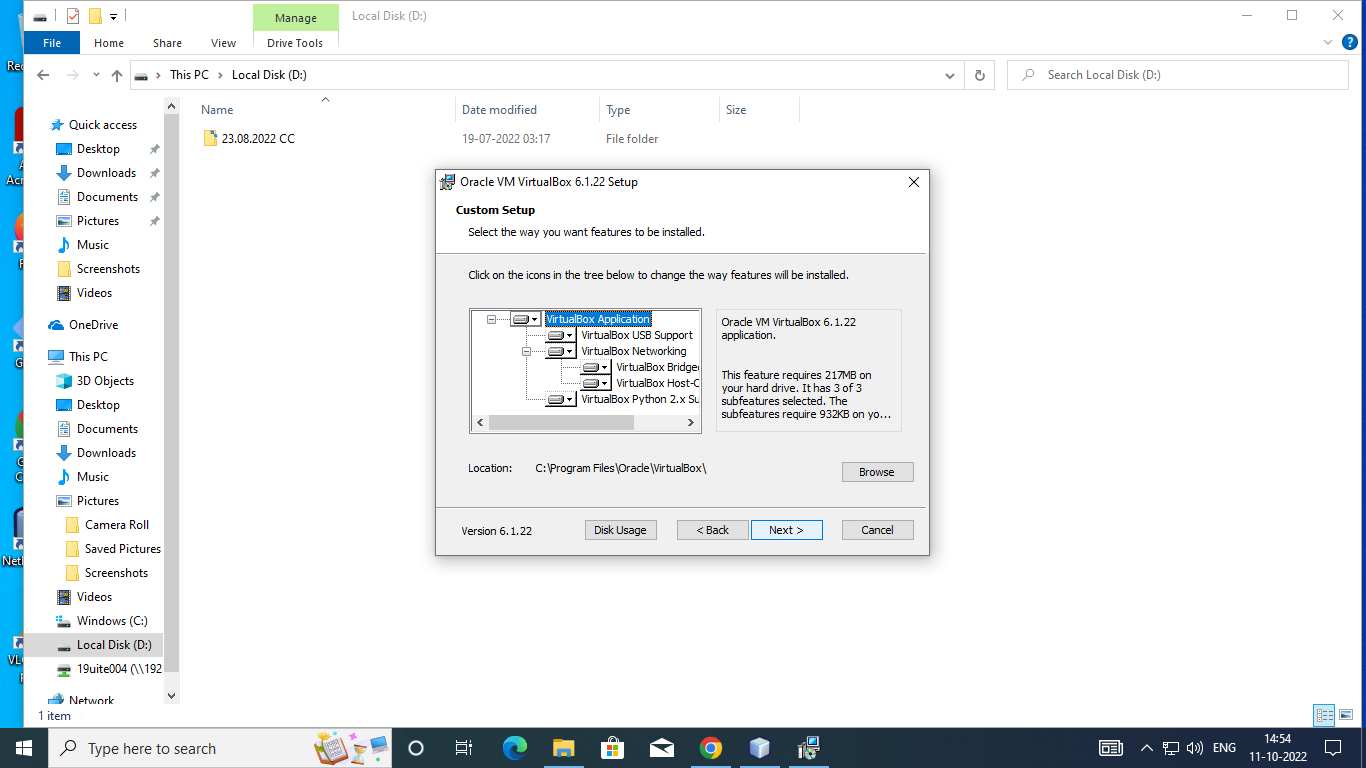 Manage
Local Disk (D:)
File
Home
Share
View
Drive Tools
This PC
Local Disk (D:)
Search Local Disk (D:)
Name
Date modified
Type
Size
23.08.2022 CC
19-07-2022 03:17
File folder
Quick access
Desktop
Downloads
Documents
Pictures
Music
Screenshots
Videos
OneDrive
This PC
3D Objects
Desktop
Documents
Downloads
Music
Pictures
Camera Roll
Saved Pictures
Screenshots
Videos
Windows (C:)
Local Disk (D:)
19uite004 (\\192
Network
1 item
Oracle VM VirtualBox 6.1.22 Setup
Custom Setup
Select the way you want features to be installed.
Click on the icons in the tree below to change the way features will be installed.
VirtualBox Application
VirtualBox USB Support
VirtualBox Networking
VirtualBox Bridge
VirtualBox Host-
VirtualBox Python 2.x Su
Oracle VM VirtualBox 6.1.22
application.
This feature requires 217MB on
your hard drive. It has 3 of 3
subfeatures selected. The
subfeatures require 932KB on yo...
Location:
C:\Program Files\Oracle\VirtualBox\
Browse
Version 6.1.22
Disk Usage
< Back
Next >
Cancel
Type here to search
ENG
14:54
11-10-2022